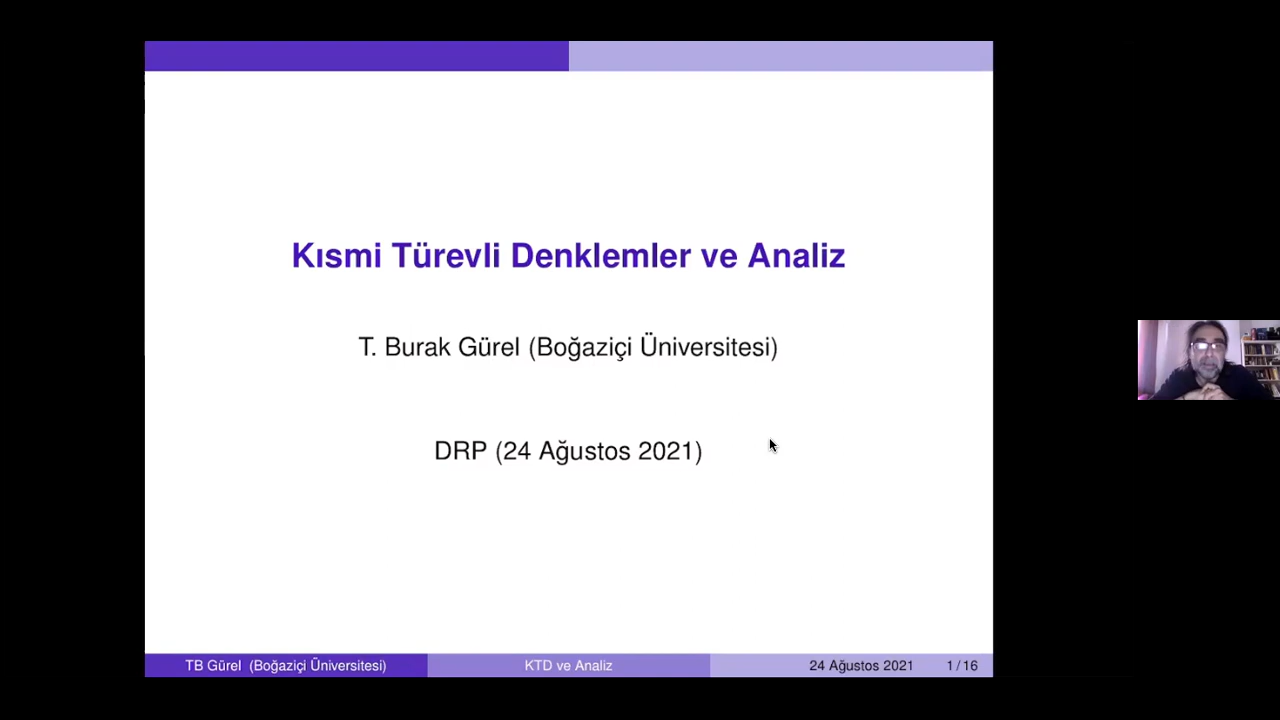 Kısmi Türevli Denklemler ve Analiz
T. Burak Gürel (Boğaziçi Üniversitesi)
DRP (24 Ağustos 2021)
TB Gürel (Boğaziçi Üniversitesi) KTD ve Analiz 24 Ağustos 2021 1 / 16